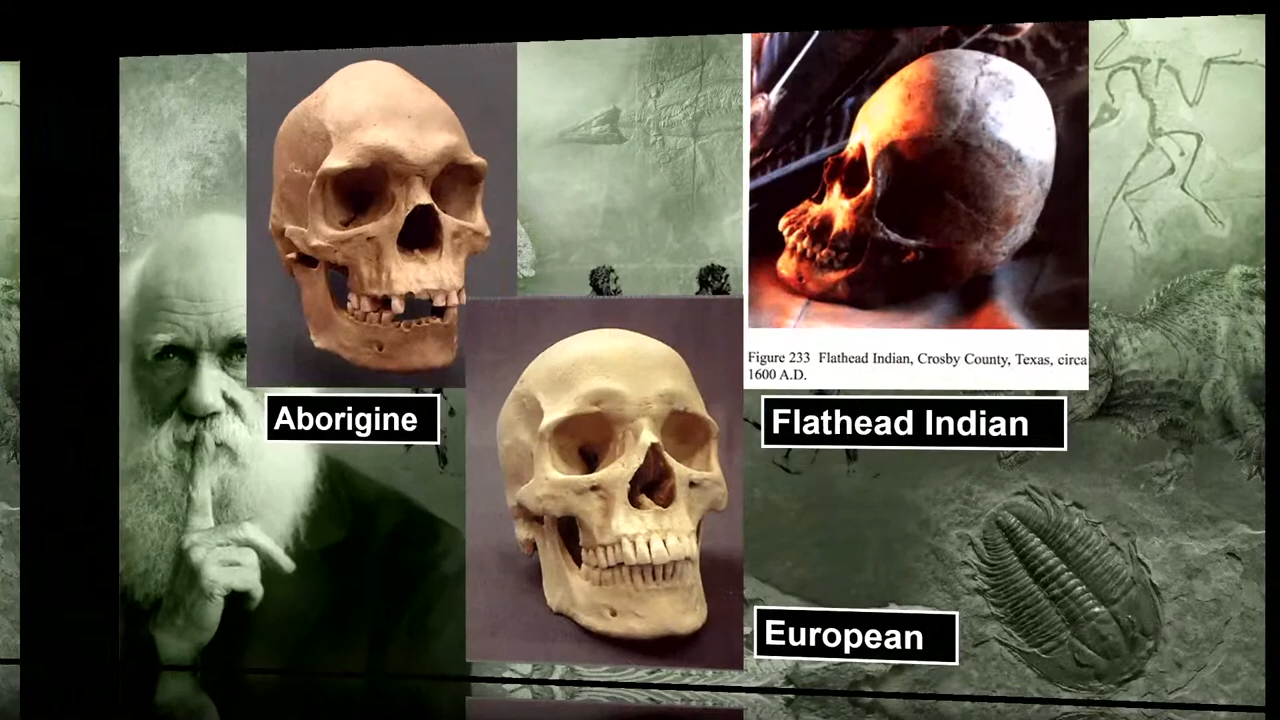 Figure 233 Flathead Indian, Crosby County, Texas, circa
1600 A.D.
Aborigine
Flathead Indian
European